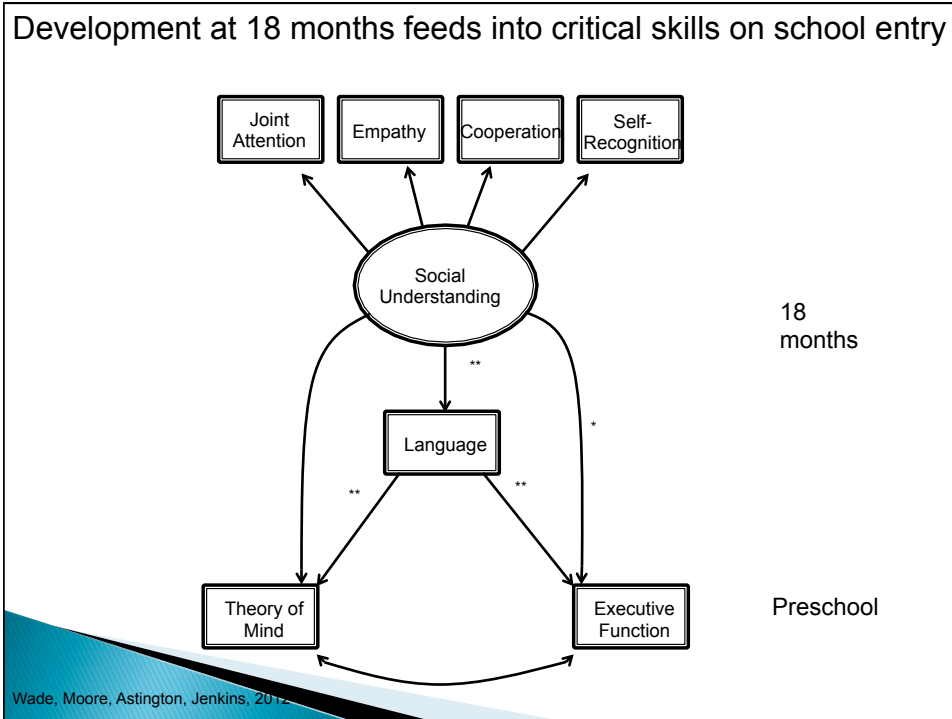 Development at 18 months feeds into critical skills on school entry
Joint
Attention
Empathy
Cooperation
Self-
Recognition
Social
Understanding
18
months
**
*
Language
**
**
Theory of
Mind
Executive
Function
Preschool
Wade, Moore, Astington, Jenkins, 2012